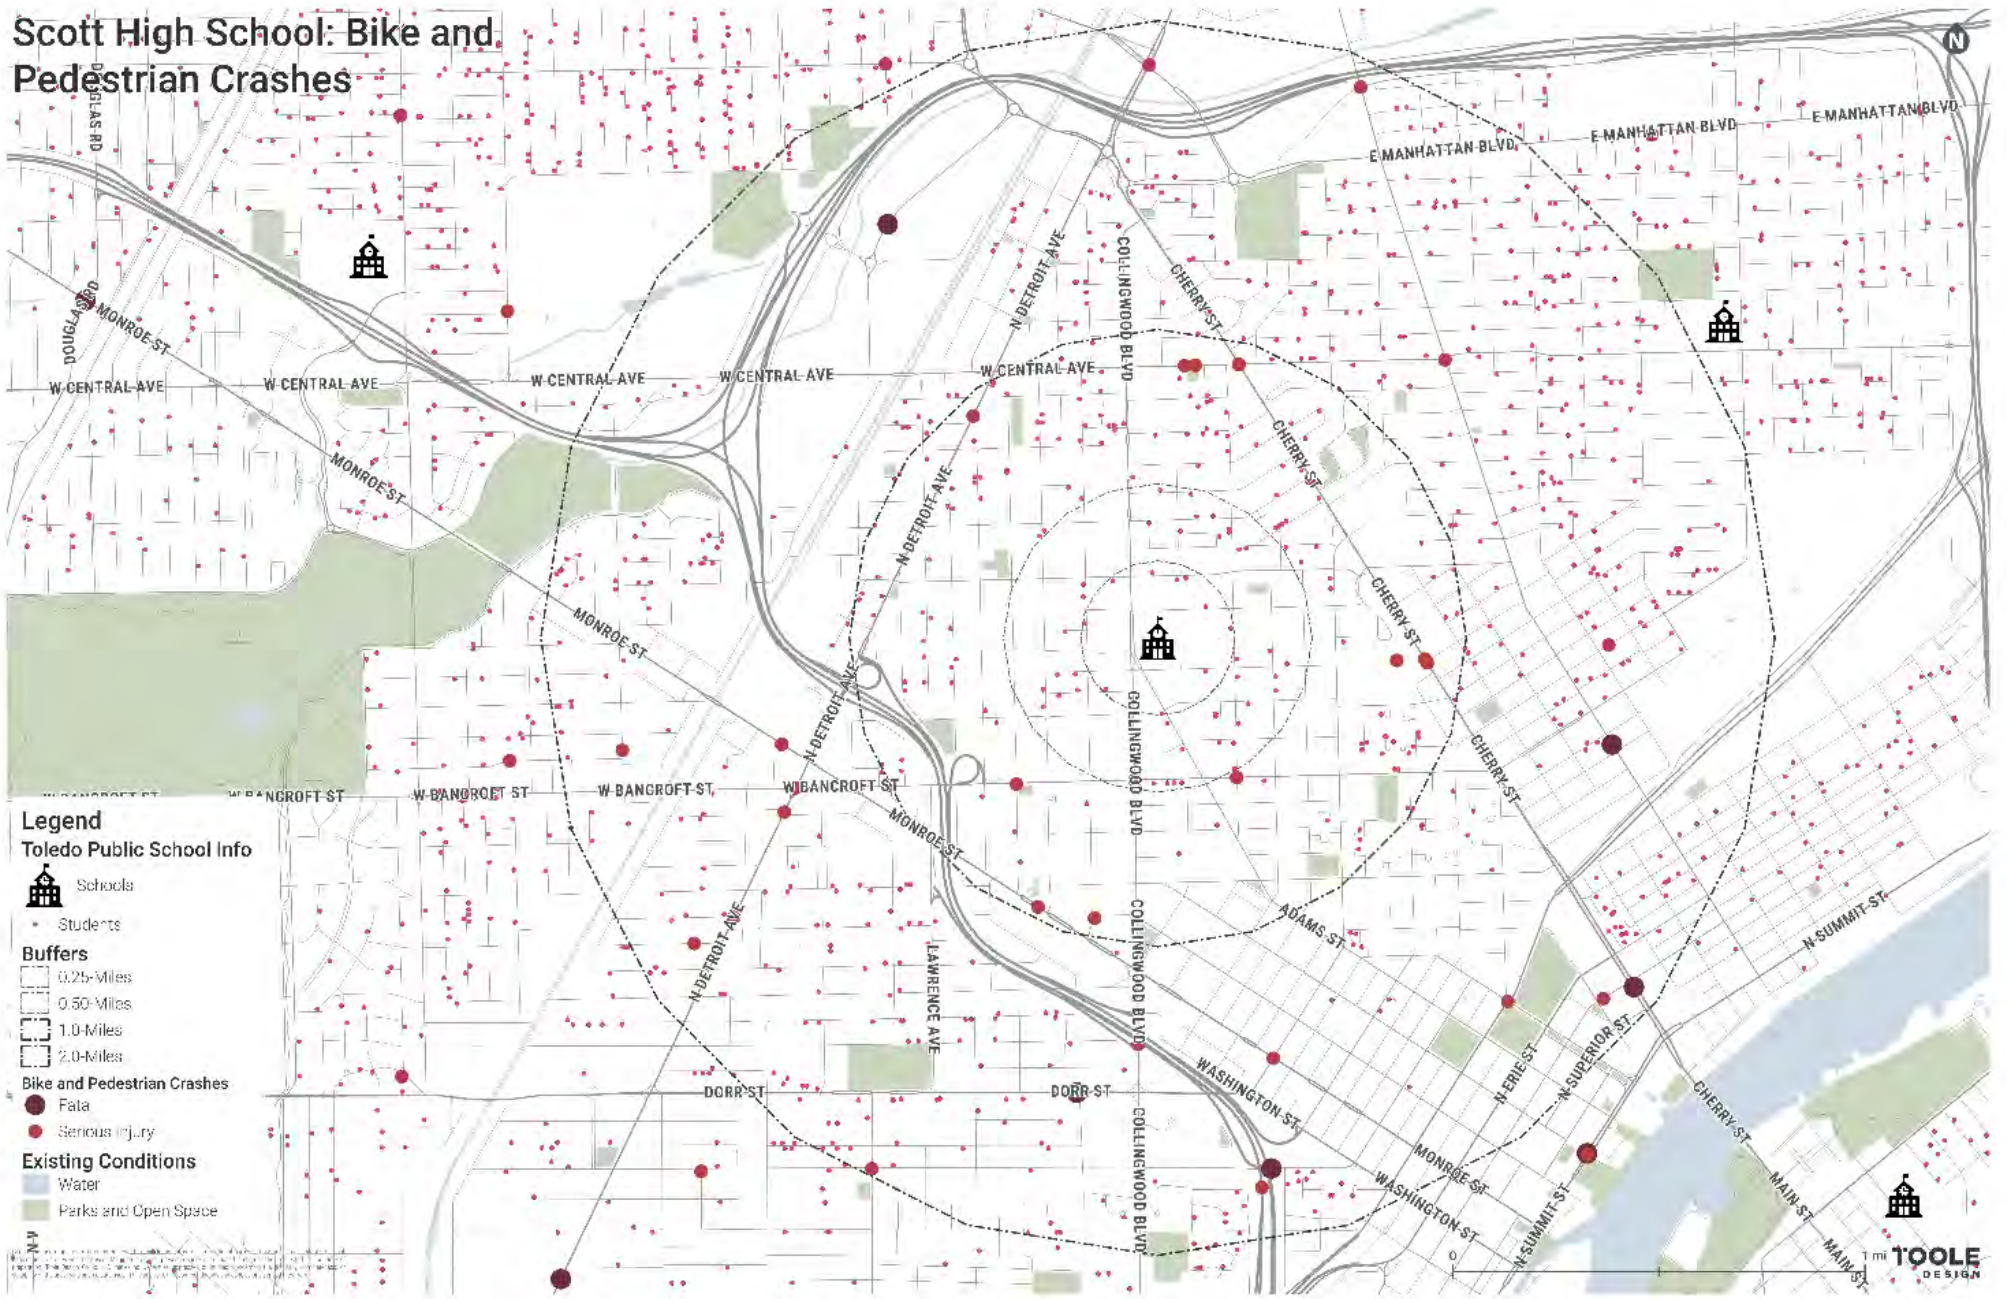 Scott High School: Bike and
Pedestrian Crashes
N
DOUGLAS RD
E MANHATTAN BLVD
E MANHATTAN BLVD
E MANHATTAN BLVD
DOUGLAS RD
MONROE ST
N DETROIT AVE
COLLINGWOOD BLVD
CHERRY ST
W CENTRAL AVE
W CENTRAL AVE
W CENTRAL AVE
W CENTRAL AVE
W CENTRAL AVE
MONROE ST
N DETROIT AVE
CHERRY ST
MONROE ST
CHERRY ST
N DETROIT AVE
COLLINGWOOD BLVD
CHERRY ST
W BANCROFT ST
W BANCROFT ST
W BANCROFT ST
W BANCROFT ST
W BANCROFT ST
MONROE ST
N DETROIT AVE
LAWRENCE AVE
COLLINGWOOD BLVD
ADAMS ST
N SUMMIT ST
N SUPERIOR ST
N ERIE ST
WASHINGTON ST
DORR ST
DORR ST
COLLINGWOOD BLVD
CHERRY ST
MONROE ST
WASHINGTON ST
N SUMMIT ST
MAIN ST
MAIN ST
Legend
Toledo Public School Info
Schools
Students
Buffers
0.25-Miles
0.50-Miles
1.0-Miles
2.0-Miles
Bike and Pedestrian Crashes
Fata
Serious Injury
Existing Conditions
Water
Parks and Open Space
0
1 mi
TOOLE
DESIGN